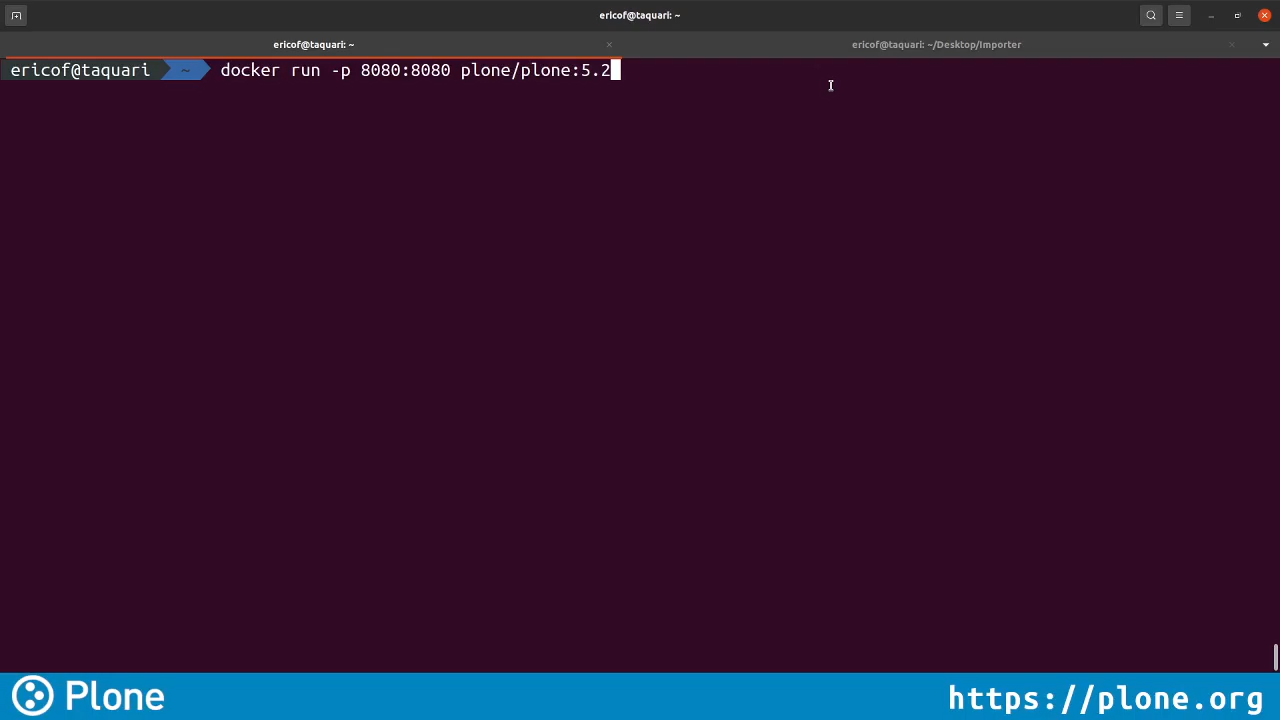 ericof@taquari: ~
ericof@taquari: ~
ericof@taquari: ~/Desktop/Importer
ericof@taquari ~ docker run -p 8080:8080 plone/plone:5.2
Plone
https://plone.org